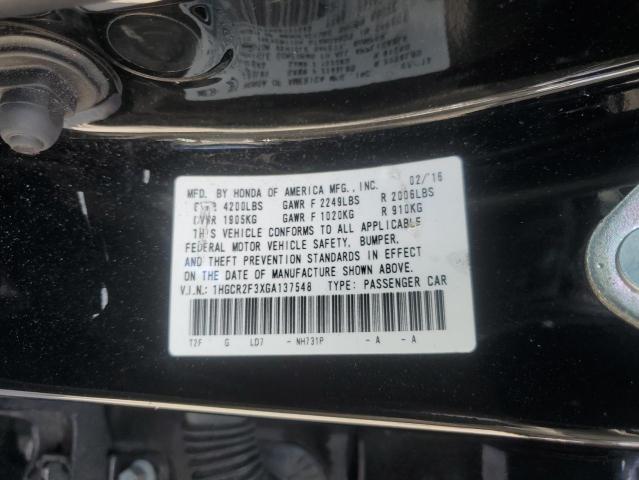 MFD. BY HONDA OF AMERICA MFG.,INC. 02/'16
4200LBS GAWR F 2249LBS R 2006LBS
GVWR 1905KG GAWR F 1020KG R 910KG
THIS VEHICLE CONFORMS TO ALL APPLICABLE
FEDERAL MOTOR VEHICLE SAFETY, BUMPER,
AND THEFT PREVENTION STANDARDS IN EFFECT
ON THE DATE OF MANUFACTURE SHOWN ABOVE.
V.I.N.: 1HGCR2F3XGA137548 TYPE: PASSENGER CAR
T2F G LD7 - NH731P - A - A